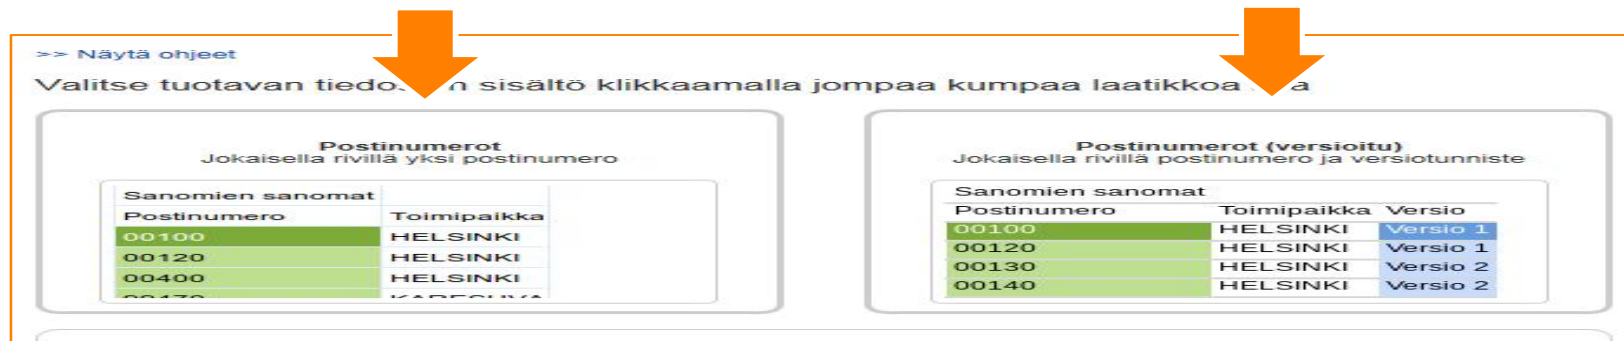 >> Näytä ohjeet
Valitse tuotavan sisältö klikkaamalla jompaa kumpaa laatikkoa
Postinumerot
Jokaisella rivillä yksi postinumero
Sanomien sanomat
Postinumero Toimipaikka
00100 HELSINKI
00120 HELSINKI
00400 HELSINKI
Postinumerot (versioitu)
Jokaisella rivillä postinumero ja versiotunniste
Sanomien sanomat
Postinumero Toimipaikka Versio
00100 HELSINKI Versio 1
00120 HELSINKI Versio 1
00130 HELSINKI Versio 2
00140 HELSINKI Versio 2